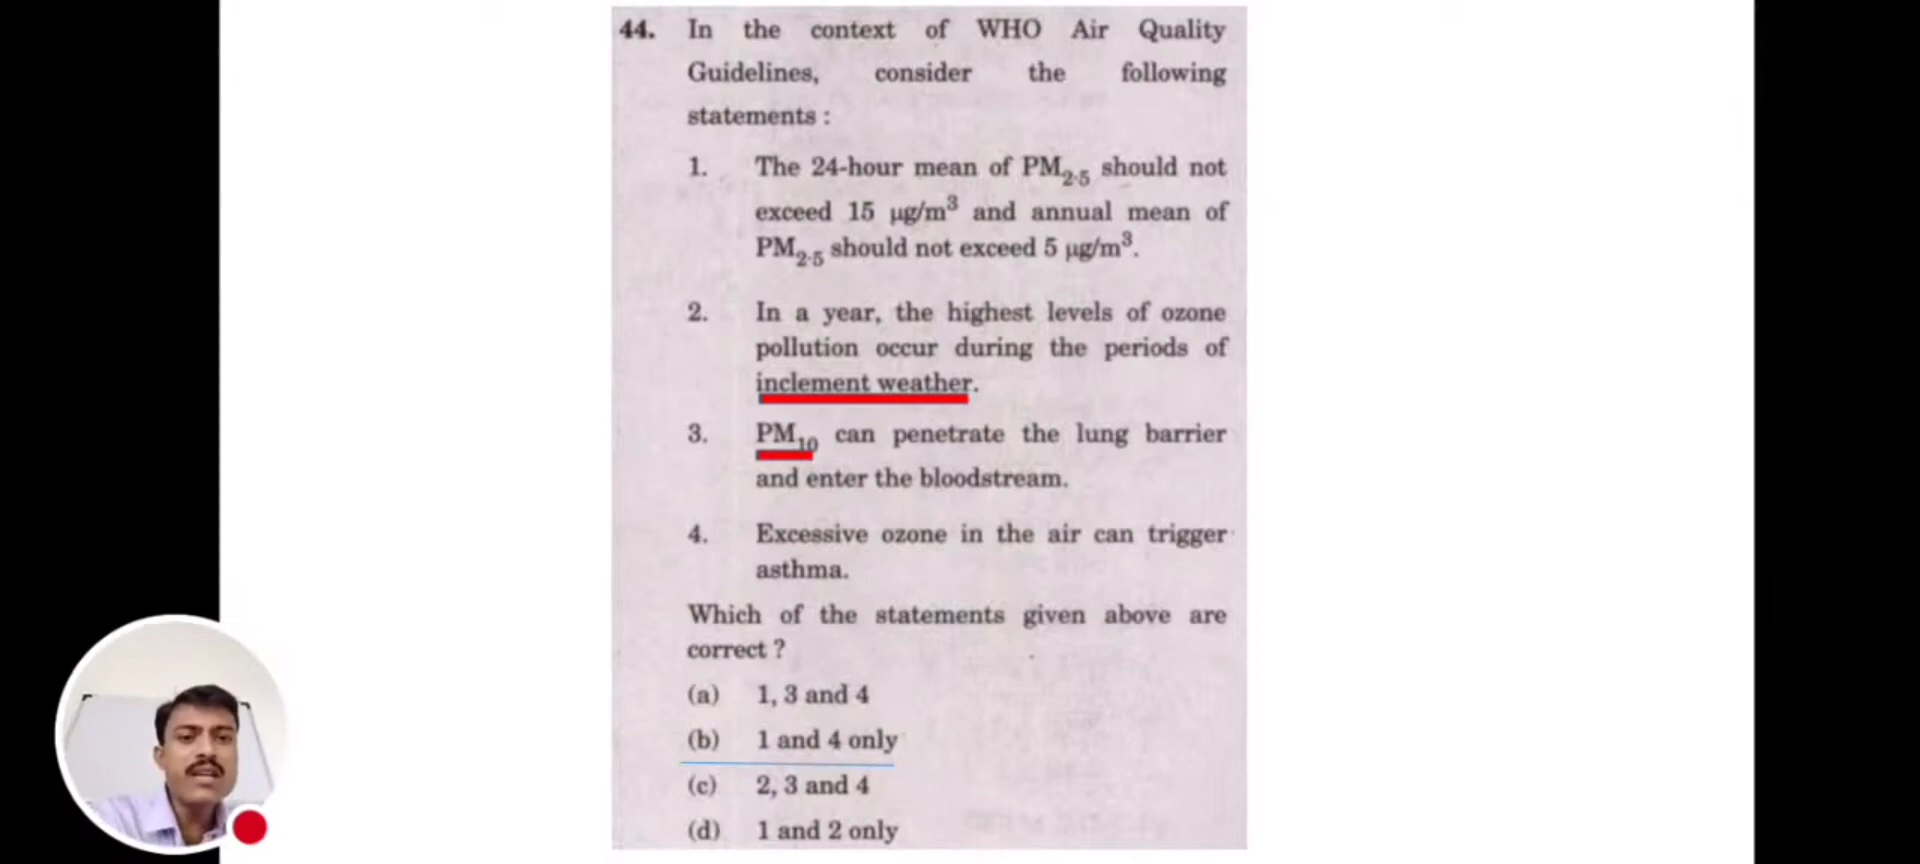 44. In the context of WHO Air Quality
Guidelines, consider the following
statements :
1. The 24-hour mean of PM2·5 should not
exceed 15 µg/m³ and annual mean of
PM2·5 should not exceed 5 µg/m³.
2. In a year, the highest levels of ozone
pollution occur during the periods of
inclement weather.
3. PM10 can penetrate the lung barrier
and enter the bloodstream.
4. Excessive ozone in the air can trigger
asthma.
Which of the statements given above are
correct ?
(a) 1, 3 and 4
(b) 1 and 4 only
(c) 2, 3 and 4
(d) 1 and 2 only